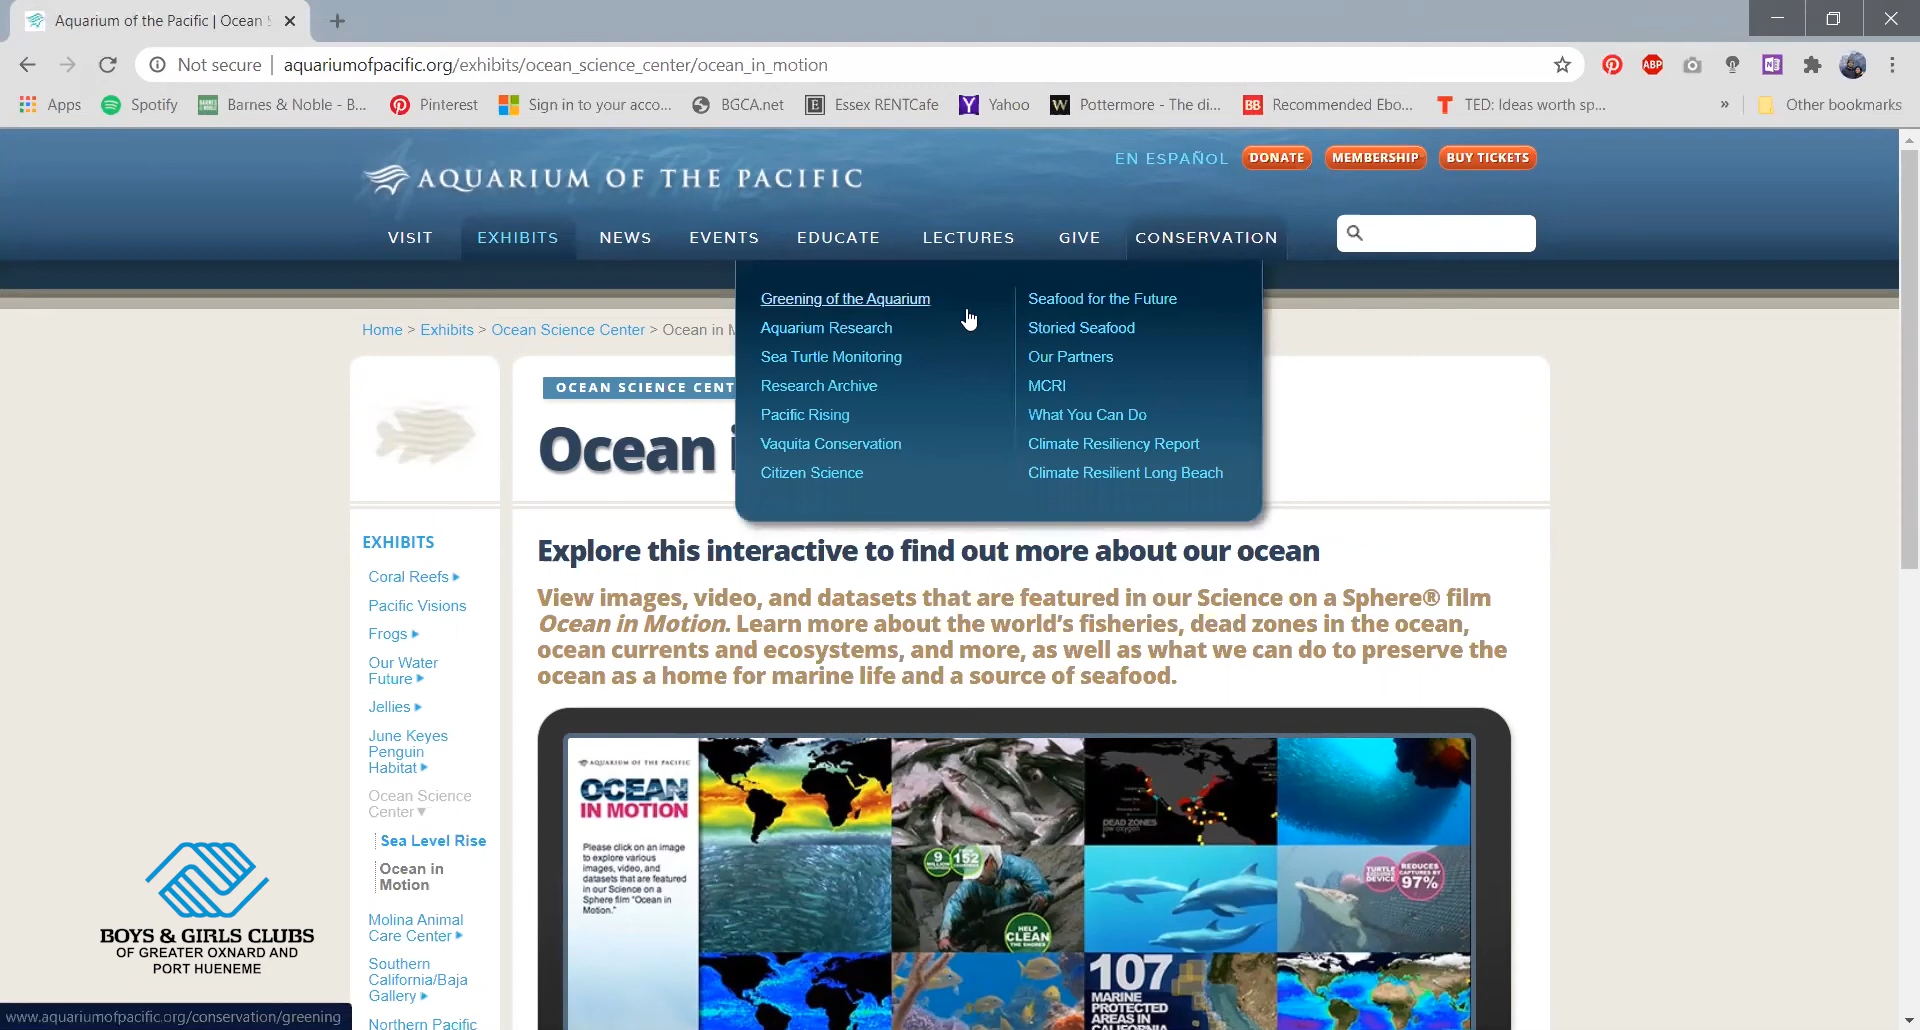 Aquarium of the Pacific | Ocean S
Not secure | aquariumofpacific.org/exhibits/ocean_science_center/ocean_in_motion
ABP
Apps
Spotify
Barnes & Noble - B...
Pinterest
Sign in to your acco...
BGCA.net
Essex RENTCafe
Yahoo
Pottermore - The di...
BB
Recommended Ebo...
TED: Ideas worth sp...
»
Other bookmarks
AQUARIUM OF THE PACIFIC
EN ESPAÑOL
DONATE
MEMBERSHIP
BUY TICKETS
VISIT
EXHIBITS
NEWS
EVENTS
EDUCATE
LECTURES
GIVE
CONSERVATION
Greening of the Aquarium
Aquarium Research
Sea Turtle Monitoring
Research Archive
Pacific Rising
Vaquita Conservation
Citizen Science
Seafood for the Future
Storied Seafood
Our Partners
MCRI
What You Can Do
Climate Resiliency Report
Climate Resilient Long Beach
Home > Exhibits > Ocean Science Center > Ocean in M
OCEAN SCIENCE CENT
Ocean i
EXHIBITS
Coral Reefs
Pacific Visions
Frogs
Our Water
Future
Jellies
June Keyes
Penguin
Habitat
Ocean Science
Center
Sea Level Rise
Ocean in
Motion
Molina Animal
Care Center
Southern
California/Baja
Gallery
Northern Pacific
Explore this interactive to find out more about our ocean
View images, video, and datasets that are featured in our Science on a Sphere® film
Ocean in Motion. Learn more about the world's fisheries, dead zones in the ocean,
ocean currents and ecosystems, and more, as well as what we can do to preserve the
ocean as a home for marine life and a source of seafood.
AQUARIUM OF THE PACIFIC
OCEAN
IN MOTION
Please click on an image
to explore various
images, video, and
datasets that are featured
in our Science on a
Sphere film "Ocean in
Motion."
DEAD ZONES
low oxygen
9
MILLION
152
COUNTRIES
HELP
CLEAN
THE SHORES
TURTLE
EXCLUDER
DEVICE
REDUCES
CAPTURES BY
97%
107
MARINE
PROTECTED
AREAS IN
CALIFORNIA
BOYS & GIRLS CLUBS
OF GREATER OXNARD AND
PORT HUENEME
www.aquariumofpacific.org/conservation/greening